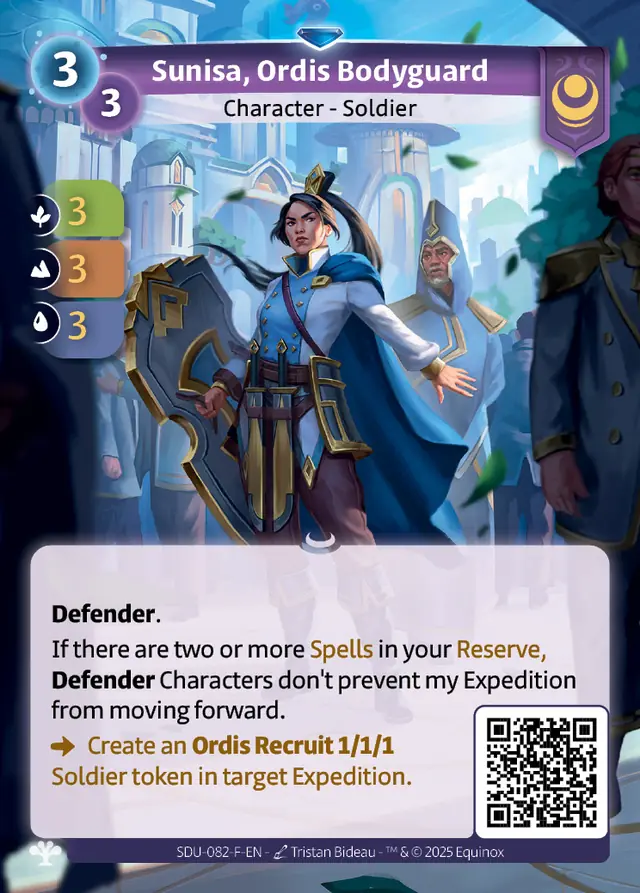 3
3
Sunisa, Ordis Bodyguard
Character - Soldier
3
3
3
Defender.
If there are two or more Spells in your Reserve,
Defender Characters don't prevent my Expedition
from moving forward.
Create an Ordis Recruit 1/1/1
Soldier token in target Expedition.
SDU-082-F-EN - Tristan Bideau - ™ & © 2025 Equinox